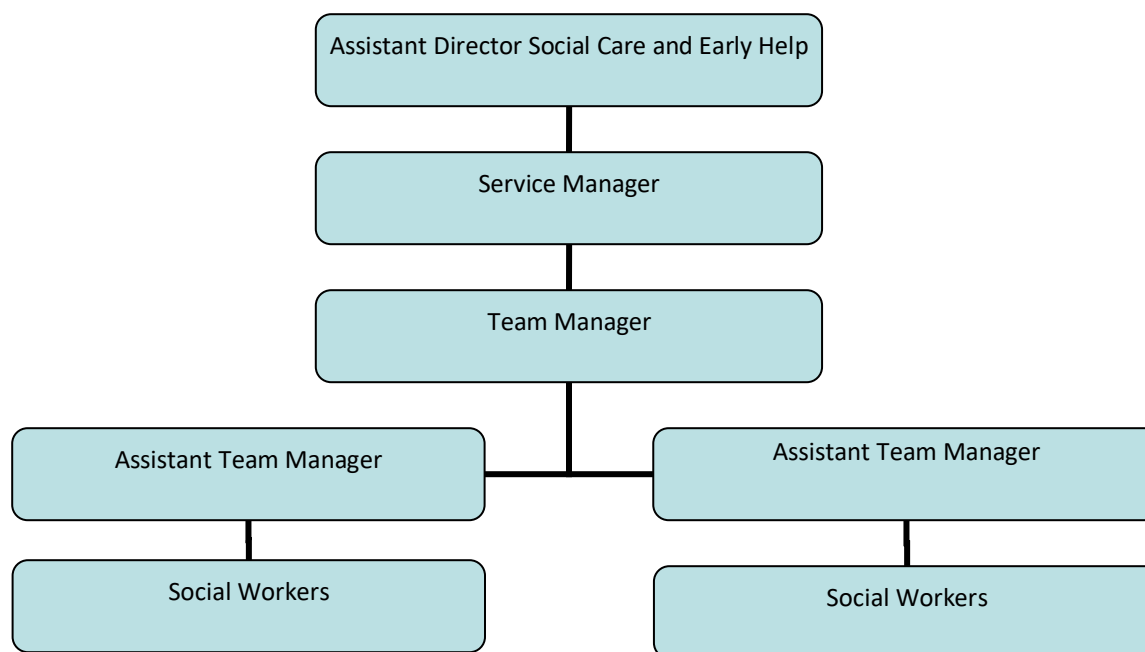 Assistant Director Social Care and Early Help
Service Manager
Team Manager
Assistant Team Manager
Assistant Team Manager
Social Workers
Social Workers